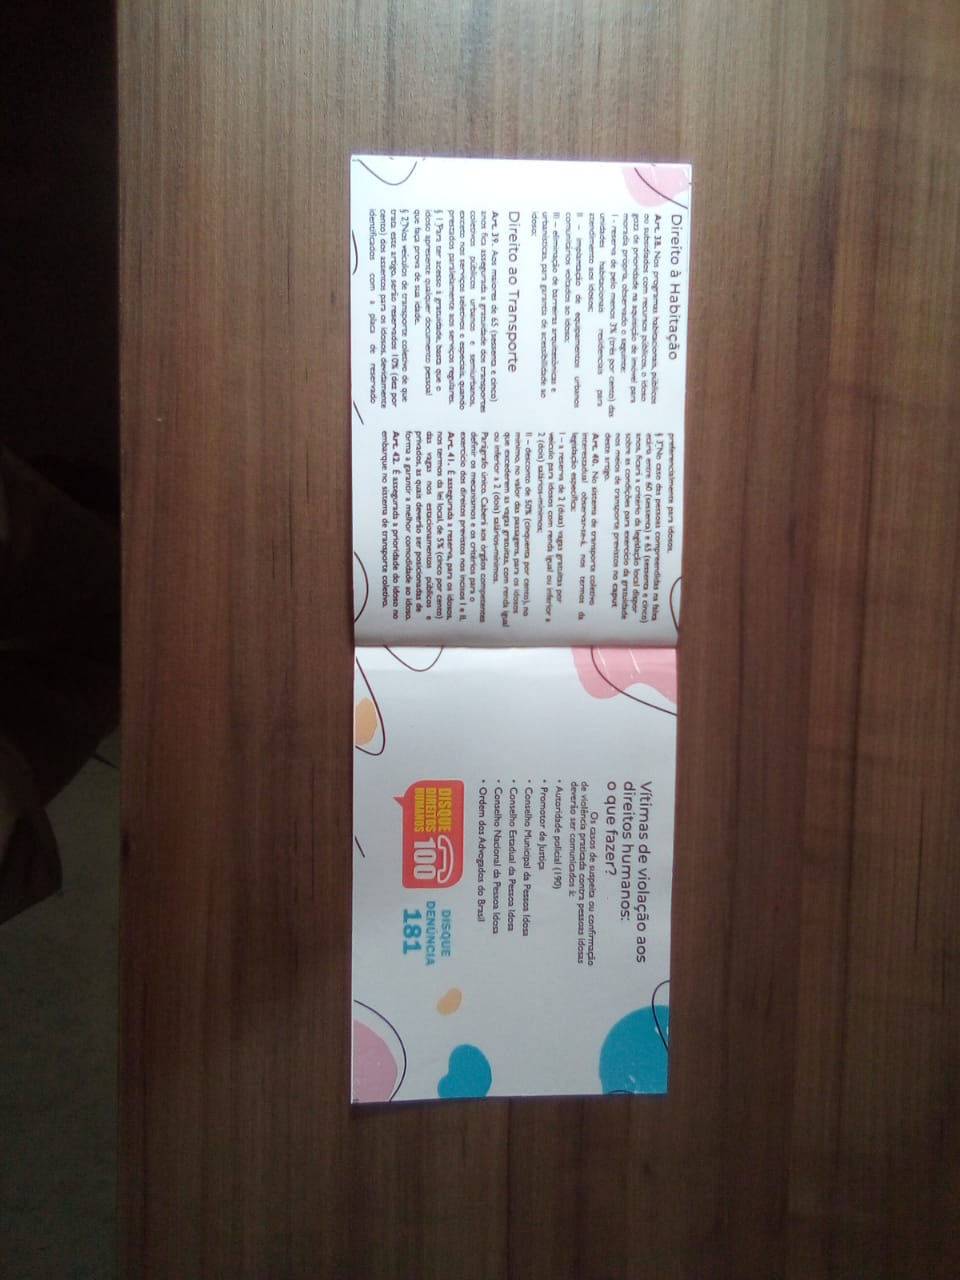 Direito à Habitação
Art. 38. Nos programas habitacionais, públicos
ou subsidiados com recursos públicos, o idoso
goza de prioridade na aquisição de imóvel para
moradia própria, observado o seguinte:
I - reserva de pelo menos 3% (três por cento) das
unidades habitacionais residenciais para
atendimento aos idosos;
II – implantação de equipamentos urbanos
comunitários voltados ao idoso;
III – eliminação de barreiras arquitetônicas e
urbanísticas, para garantia de acessibilidade ao
idoso;
Direito ao Transporte
Art. 39. Aos maiores de 65 (sessenta e cinco)
anos fica assegurada a gratuidade dos transportes
coletivos públicos urbanos e semiurbanos,
exceto nos serviços seletivos e especiais, quando
prestados paralelamente aos serviços regulares.
§ 1º Para ter acesso à gratuidade, basta que o
idoso apresente qualquer documento pessoal
que faça prova de sua idade.
§ 2º Nos veículos de transporte coletivo de que
trata este artigo, serão reservados 10% (dez por
cento) dos assentos para os idosos, devidamente
identificados com a placa de reservado
preferencialmente para idosos.
§ 3º No caso das pessoas compreendidas na faixa
etária entre 60 (sessenta) e 65 (sessenta e cinco)
anos, ficará a critério da legislação local dispor
sobre as condições para exercício da gratuidade
nos meios de transporte previstos no caput
deste artigo.
Art. 40. No sistema de transporte coletivo
interestadual observar-se-á, nos termos da
legislação específica:
I – a reserva de 2 (duas) vagas gratuitas por
veículo para idosos com renda igual ou inferior a
2 (dois) salários-mínimos;
II – desconto de 50% (cinquenta por cento), no
mínimo, no valor das passagens, para os idosos
que excederem as vagas gratuitas, com renda igual
ou inferior a 2 (dois) salários-mínimos.
Parágrafo único. Caberá aos órgãos competentes
definir os mecanismos e os critérios para o
exercício dos direitos previstos nos incisos I e II.
Art. 41. É assegurada a reserva, para os idosos,
nos termos da lei local, de 5% (cinco por cento)
das vagas nos estacionamentos públicos e
privados, as quais deverão ser posicionadas de
forma a garantir a melhor comodidade ao idoso.
Art. 42. É assegurada a prioridade do idoso no
embarque no sistema de transporte coletivo.
Vítimas de violação aos
direitos humanos:
o que fazer?
Os casos de suspeita ou confirmação
de violência praticada contra pessoas idosas
deverão ser comunicados à:
• Autoridade policial (190)
• Promotor de Justiça
• Conselho Municipal da Pessoa Idosa
• Conselho Estadual da Pessoa Idosa
• Conselho Nacional da Pessoa Idosa
• Ordem dos Advogados do Brasil
DISQUE
DIREITOS
HUMANOS
100
DISQUE
DENÚNCIA
181